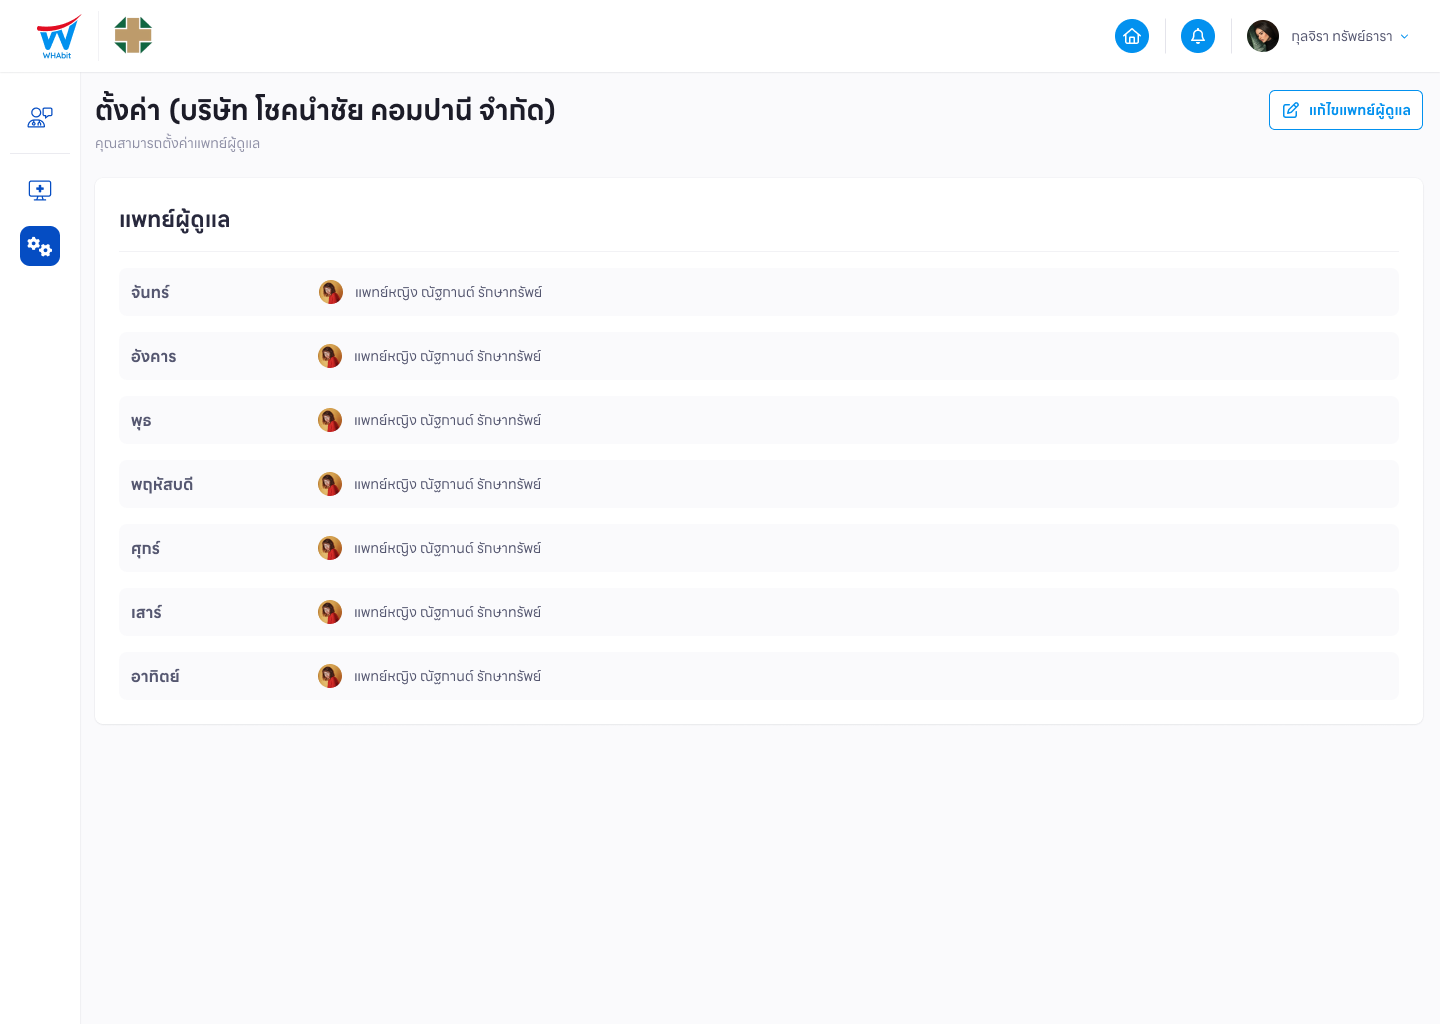 WHAbit
กุลจิรา ทรัพย์ธารา
ตั้งค่า (บริษัท โชคนำชัย คอมปานี จำกัด)
แก้ไขแพทย์ผู้ดูแล
คุณสามารถตั้งค่าแพทย์ผู้ดูแล
แพทย์ผู้ดูแล
จันทร์ แพทย์หญิง ณัฐกานต์ รักษาทรัพย์
อังคาร แพทย์หญิง ณัฐกานต์ รักษาทรัพย์
พุธ แพทย์หญิง ณัฐกานต์ รักษาทรัพย์
พฤหัสบดี แพทย์หญิง ณัฐกานต์ รักษาทรัพย์
ศุกร์ แพทย์หญิง ณัฐกานต์ รักษาทรัพย์
เสาร์ แพทย์หญิง ณัฐกานต์ รักษาทรัพย์
อาทิตย์ แพทย์หญิง ณัฐกานต์ รักษาทรัพย์